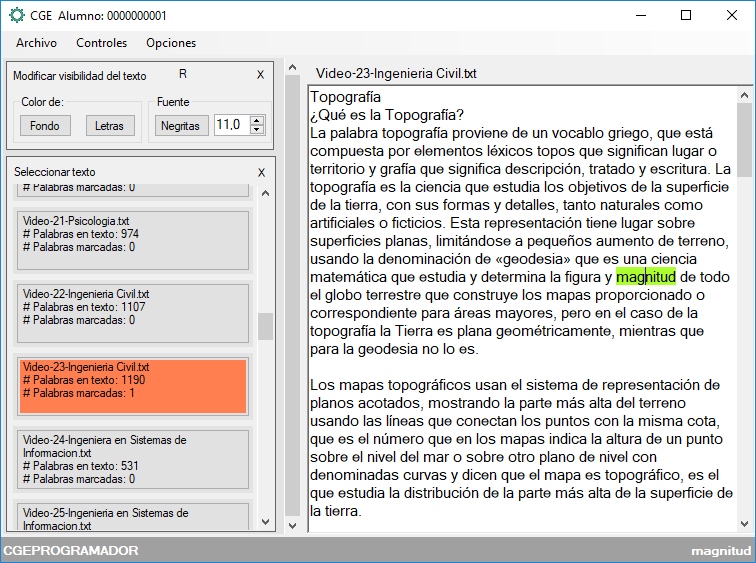 CGE Alumno: 0000000001
Archivo Controles Opciones
Modificar visibilidad del texto R X
Color de:
Fondo Letras
Fuente
Negritas 11,0
Seleccionar texto X
# Palabras marcadas: 0
Video-21-Psicologia.txt
# Palabras en texto: 974
# Palabras marcadas: 0
Video-22-Ingenieria Civil.txt
# Palabras en texto: 1107
# Palabras marcadas: 0
Video-23-Ingenieria Civil.txt
# Palabras en texto: 1190
# Palabras marcadas: 1
Video-24-Ingeniera en Sistemas de
Informacion.txt
# Palabras en texto: 531
# Palabras marcadas: 0
Video-25-Ingenieria en Sistemas de
Informacion.txt
Video-23-Ingenieria Civil.txt
Topografía
¿Qué es la Topografía?
La palabra topografía proviene de un vocablo griego, que está
compuesta por elementos léxicos topos que significan lugar o
territorio y grafía que significa descripción, tratado y escritura. La
topografía es la ciencia que estudia los objetivos de la superficie
de la tierra, con sus formas y detalles, tanto naturales como
artificiales o ficticios. Esta representación tiene lugar sobre
superficies planas, limitándose a pequeños aumento de terreno,
usando la denominación de «geodesia» que es una ciencia
matemática que estudia y determina la figura y magnitud de todo
el globo terrestre que construye los mapas proporcionado o
correspondiente para áreas mayores, pero en el caso de la
topografía la Tierra es plana geométricamente, mientras que
para la geodesia no lo es.
Los mapas topográficos usan el sistema de representación de
planos acotados, mostrando la parte más alta del terreno
usando las líneas que conectan los puntos con la misma cota,
que es el número que en los mapas indica la altura de un punto
sobre el nivel del mar o sobre otro plano de nivel con
denominadas curvas y dicen que el mapa es topográfico, es el
que estudia la distribución de la parte más alta de la superficie de
la tierra.
CGEPROGRAMADOR magnitud